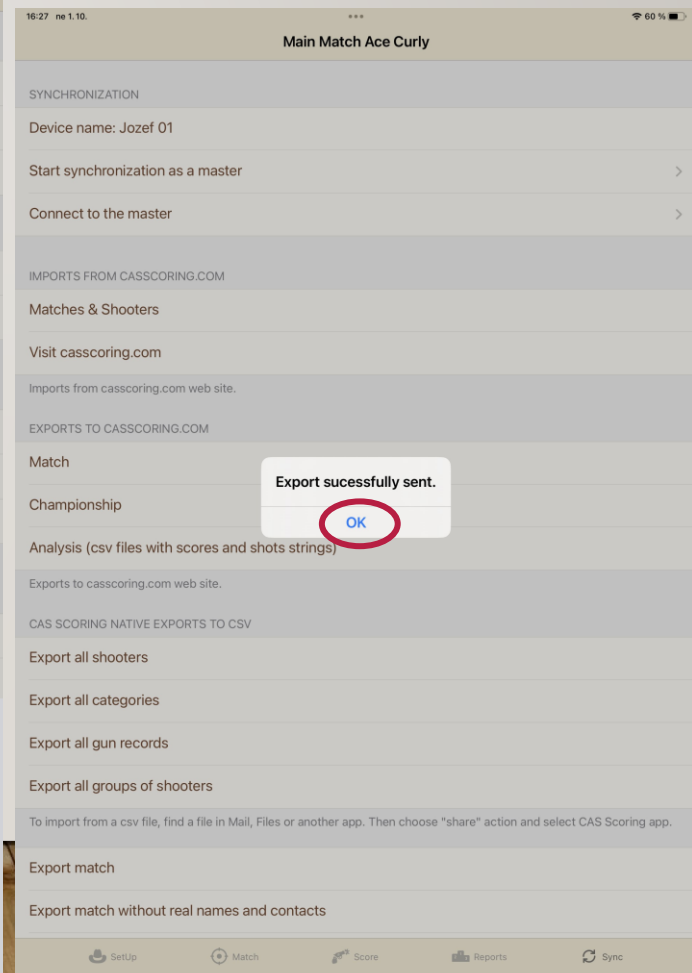 16:27 ne 1.10.
60 %
Main Match Ace Curly
SYNCHRONIZATION
Device name: Jozef 01
Start synchronization as a master
Connect to the master
IMPORTS FROM CASSCORING.COM
Matches & Shooters
Visit casscoring.com
Imports from casscoring.com web site.
EXPORTS TO CASSCORING.COM
Match
Export sucessfully sent.
Championship
OK
Analysis (csv files with scores and shots strings)
Exports to casscoring.com web site.
CAS SCORING NATIVE EXPORTS TO CSV
Export all shooters
Export all categories
Export all gun records
Export all groups of shooters
To import from a csv file, find a file in Mail, Files or another app. Then choose "share" action and select CAS Scoring app.
Export match
Export match without real names and contacts
SetUp Match Score Reports Sync